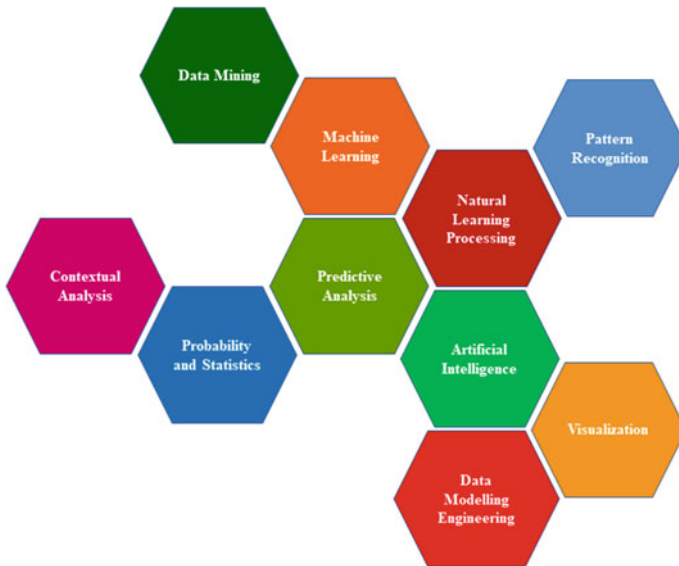 Data Mining
Machine
Learning
Pattern
Recognition
Natural
Learning
Processing
Contextual
Analysis
Predictive
Analysis
Probability
and Statistics
Artificial
Intelligence
Visualization
Data
Modelling
Engineering